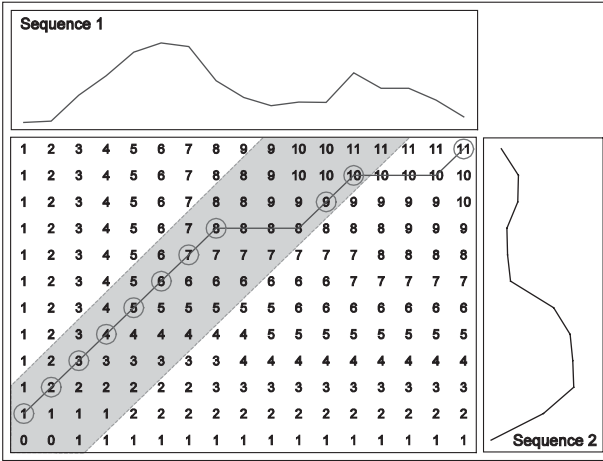 Sequence 1
1 2 3 4 5 6 7 8 9 9 10 10 11 11 11 11 11
1 2 3 4 5 6 7 8 8 9 10 10 10 10 10 10 10
1 2 3 4 5 6 7 8 8 9 9 9 9 9 9 9 10
1 2 3 4 5 6 7 8 8 8 8 8 8 8 9 9 9
1 2 3 4 5 6 7 7 7 7 7 7 7 8 8 8 8
1 2 3 4 5 6 6 6 6 6 6 6 7 7 7 7 7
1 2 3 4 5 5 5 5 5 5 6 6 6 6 6 6 6
1 2 3 4 4 4 4 4 4 5 5 5 5 5 5 5 5
1 2 3 3 3 3 3 3 4 4 4 4 4 4 4 4 4
1 2 2 2 2 2 2 3 3 3 3 3 3 3 3 3 3
1 1 1 1 2 2 2 2 2 2 2 2 2 2 2 2 2
0 0 1 1 1 1 1 1 1 1 1 1 1 1 1 1 1
Sequence 2